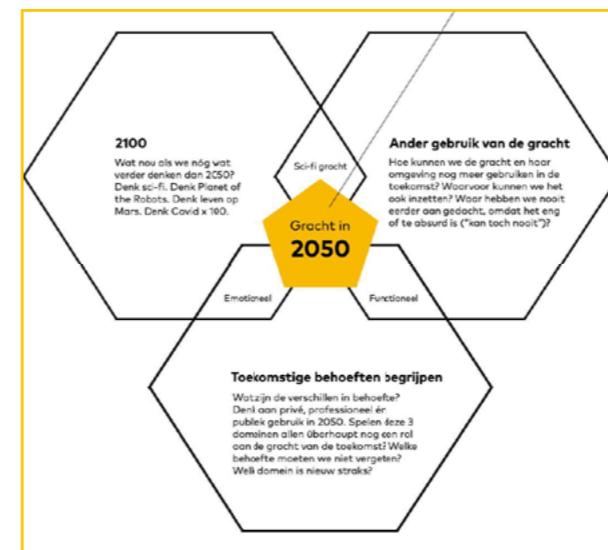 2100
Wat nou als we nóg wat
verder denken dan 2050?
Denk sci-fi. Denk Planet of
the Robots. Denk leven op
Mars. Denk Covid x 100.
Sci-fi gracht
Ander gebruik van de gracht
Hoe kunnen we de gracht en haar
omgeving nog meer gebruiken in de
toekomst? Waarvoor kunnen we het
ook inzetten? Waar hebben we nooit
eerder aan gedacht, omdat het eng
of te absurd is ("kan toch nooit")?
Gracht in
2050
Emotioneel
Functioneel
Toekomstige behoeften begrijpen
Wat zijn de verschillen in behoefte?
Denk aan privé, professioneel én
publiek gebruik in 2050. Spelen deze 3
domeinen allen überhaupt nog een rol
aan de gracht van de toekomst? Welke
behoefte moeten we niet vergeten?
Welk domein is nieuw straks?